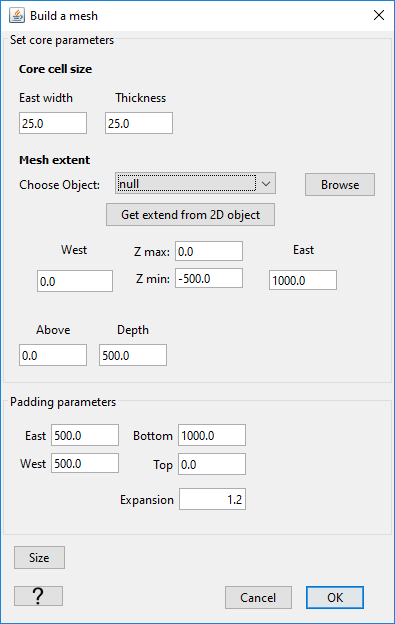 Build a mesh
Set core parameters
Core cell size
East width Thickness
25.0 25.0
Mesh extent
Choose Object: null Browse
Get extend from 2D object
West Z max: 0.0 East
0.0 Z min: -500.0 1000.0
Above Depth
0.0 500.0
Padding parameters
East 500.0 Bottom 1000.0
West 500.0 Top 0.0
Expansion 1.2
Size
? Cancel OK